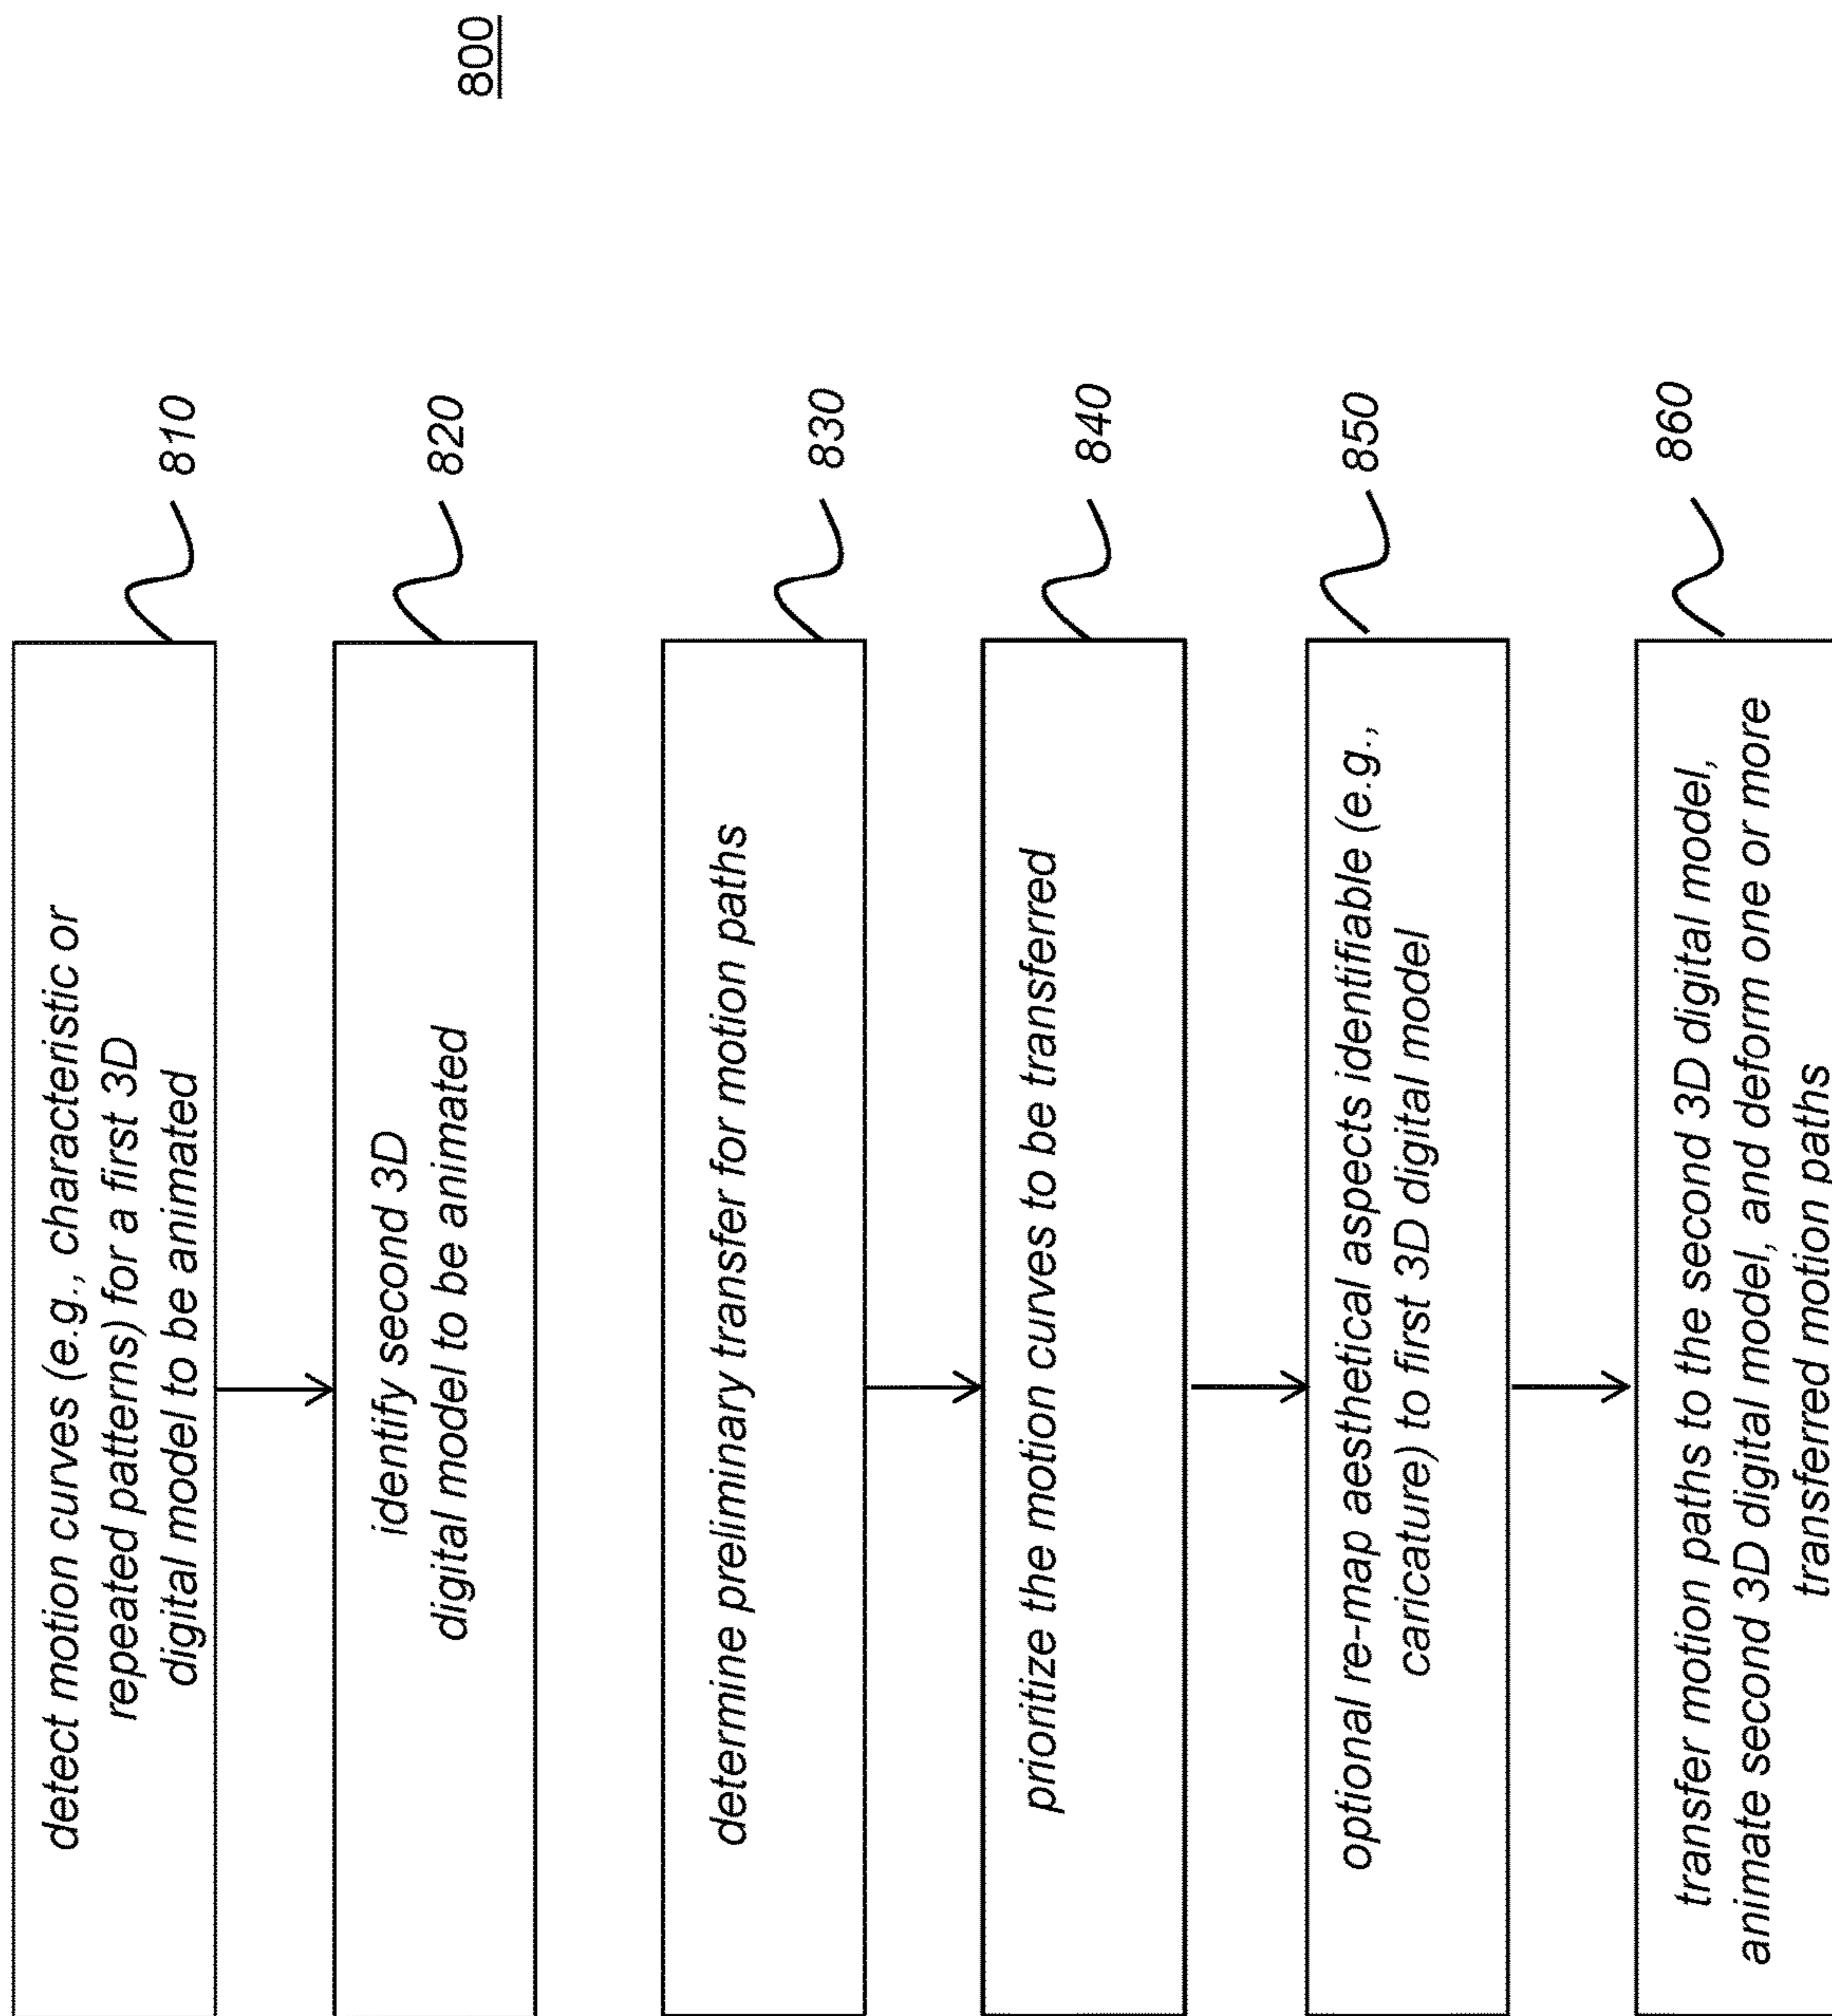 800
detect motion curves (e.g., characteristic or
repeated patterns) for a first 3D
digital model to be animated
810
identify second 3D
digital model to be animated
820
determine preliminary transfer for motion paths
830
prioritize the motion curves to be transferred
840
optional re-map aesthetical aspects identifiable (e.g.,
caricature) to first 3D digital model
850
transfer motion paths to the second 3D digital model,
animate second 3D digital model, and deform one or more
transferred motion paths
860